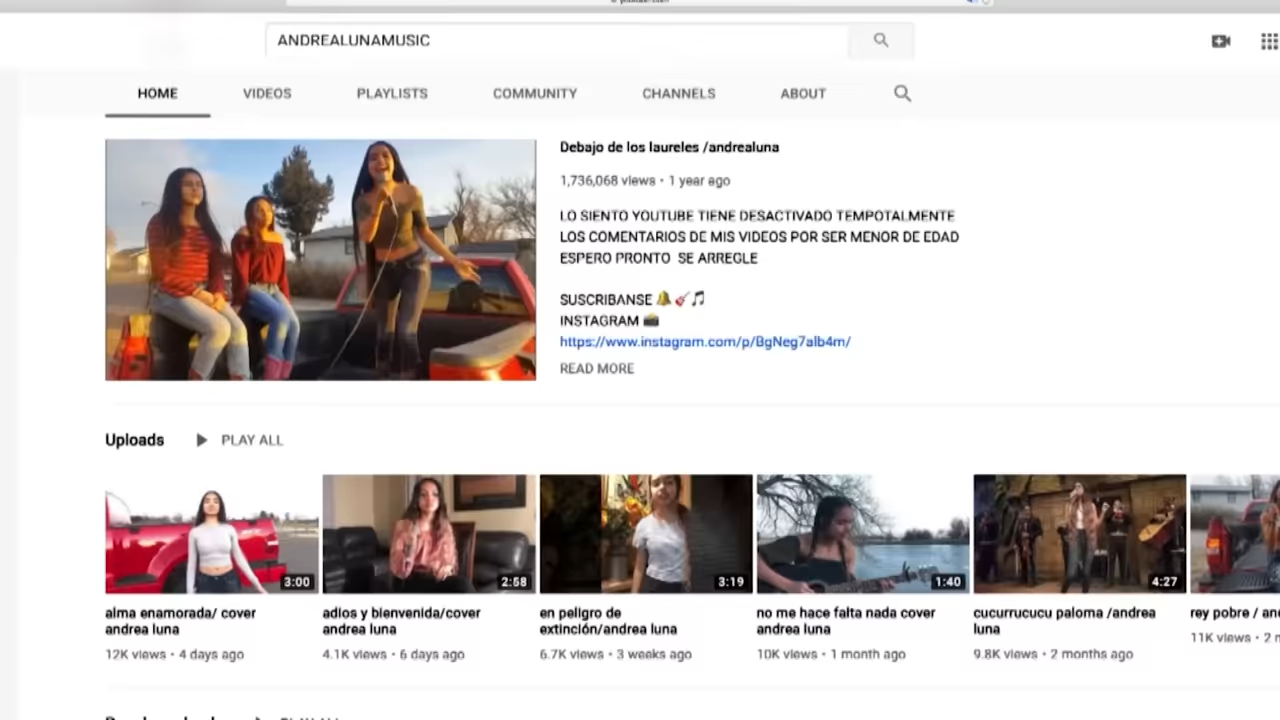 ANDREALUNAMUSIC
HOME VIDEOS PLAYLISTS COMMUNITY CHANNELS ABOUT
Debajo de los laureles /andrealuna
1,736,068 views • 1 year ago
LO SIENTO YOUTUBE TIENE DESACTIVADO TEMPOTALMENTE
LOS COMENTARIOS DE MIS VIDEOS POR SER MENOR DE EDAD
ESPERO PRONTO SE ARREGLE
SUSCRIBANSE 🔔🎸🎵
INSTAGRAM 📸
https://www.instagram.com/p/BgNeg7alb4m/
READ MORE
Uploads PLAY ALL
3:00 2:58 3:19 1:40 4:27
alma enamorada/ cover
andrea luna
12K views • 4 days ago
adios y bienvenida/cover
andrea luna
4.1K views • 6 days ago
en peligro de
extinción/andrea luna
6.7K views • 3 weeks ago
no me hace falta nada cover
andrea luna
10K views • 1 month ago
cucurrucucu paloma /andrea
luna
9.8K views • 2 months ago
rey pobre /
11K views •